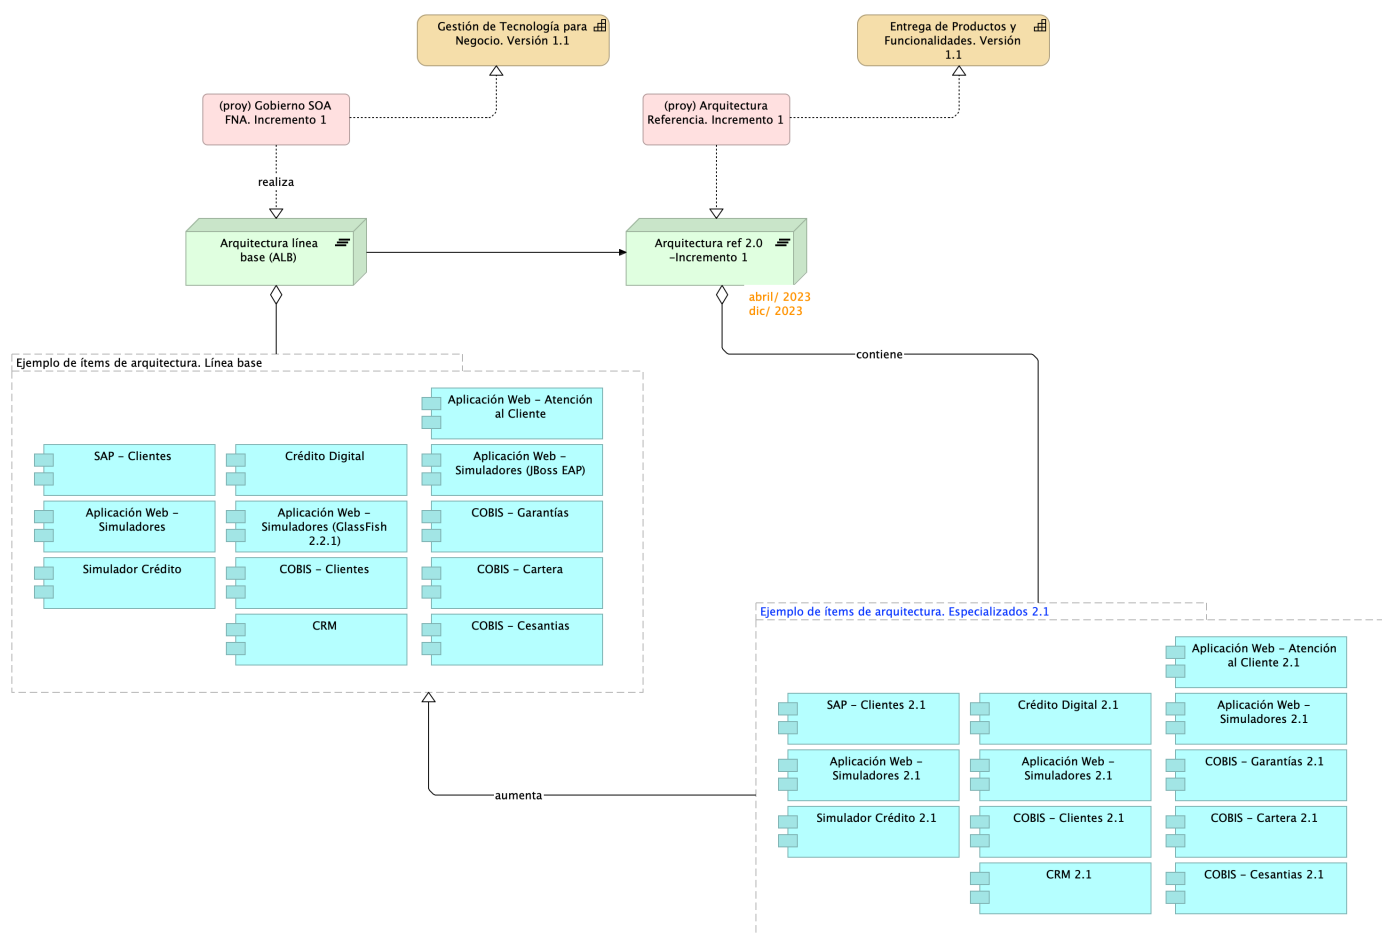 Gestión de Tecnología para
Negocio. Versión 1.1
Entrega de Productos y
Funcionalidades. Versión
1.1
(proy) Gobierno SOA
FNA. Incremento 1
(proy) Arquitectura
Referencia. Incremento 1
realiza
Arquitectura línea
base (ALB)
Arquitectura ref 2.0
-Incremento 1
abril/ 2023
dic/ 2023
contiene
Ejemplo de ítems de arquitectura. Línea base
Aplicación Web - Atención
al Cliente
SAP - Clientes
Crédito Digital
Aplicación Web -
Simuladores (JBoss EAP)
Aplicación Web -
Simuladores
Aplicación Web -
Simuladores (GlassFish
2.2.1)
COBIS - Garantías
Simulador Crédito
COBIS - Clientes
COBIS - Cartera
CRM
COBIS - Cesantias
Ejemplo de ítems de arquitectura. Especializados 2.1
Aplicación Web - Atención
al Cliente 2.1
SAP - Clientes 2.1
Crédito Digital 2.1
Aplicación Web -
Simuladores 2.1
Aplicación Web -
Simuladores 2.1
Aplicación Web -
Simuladores 2.1
COBIS - Garantías 2.1
aumenta
Simulador Crédito 2.1
COBIS - Clientes 2.1
COBIS - Cartera 2.1
CRM 2.1
COBIS - Cesantias 2.1